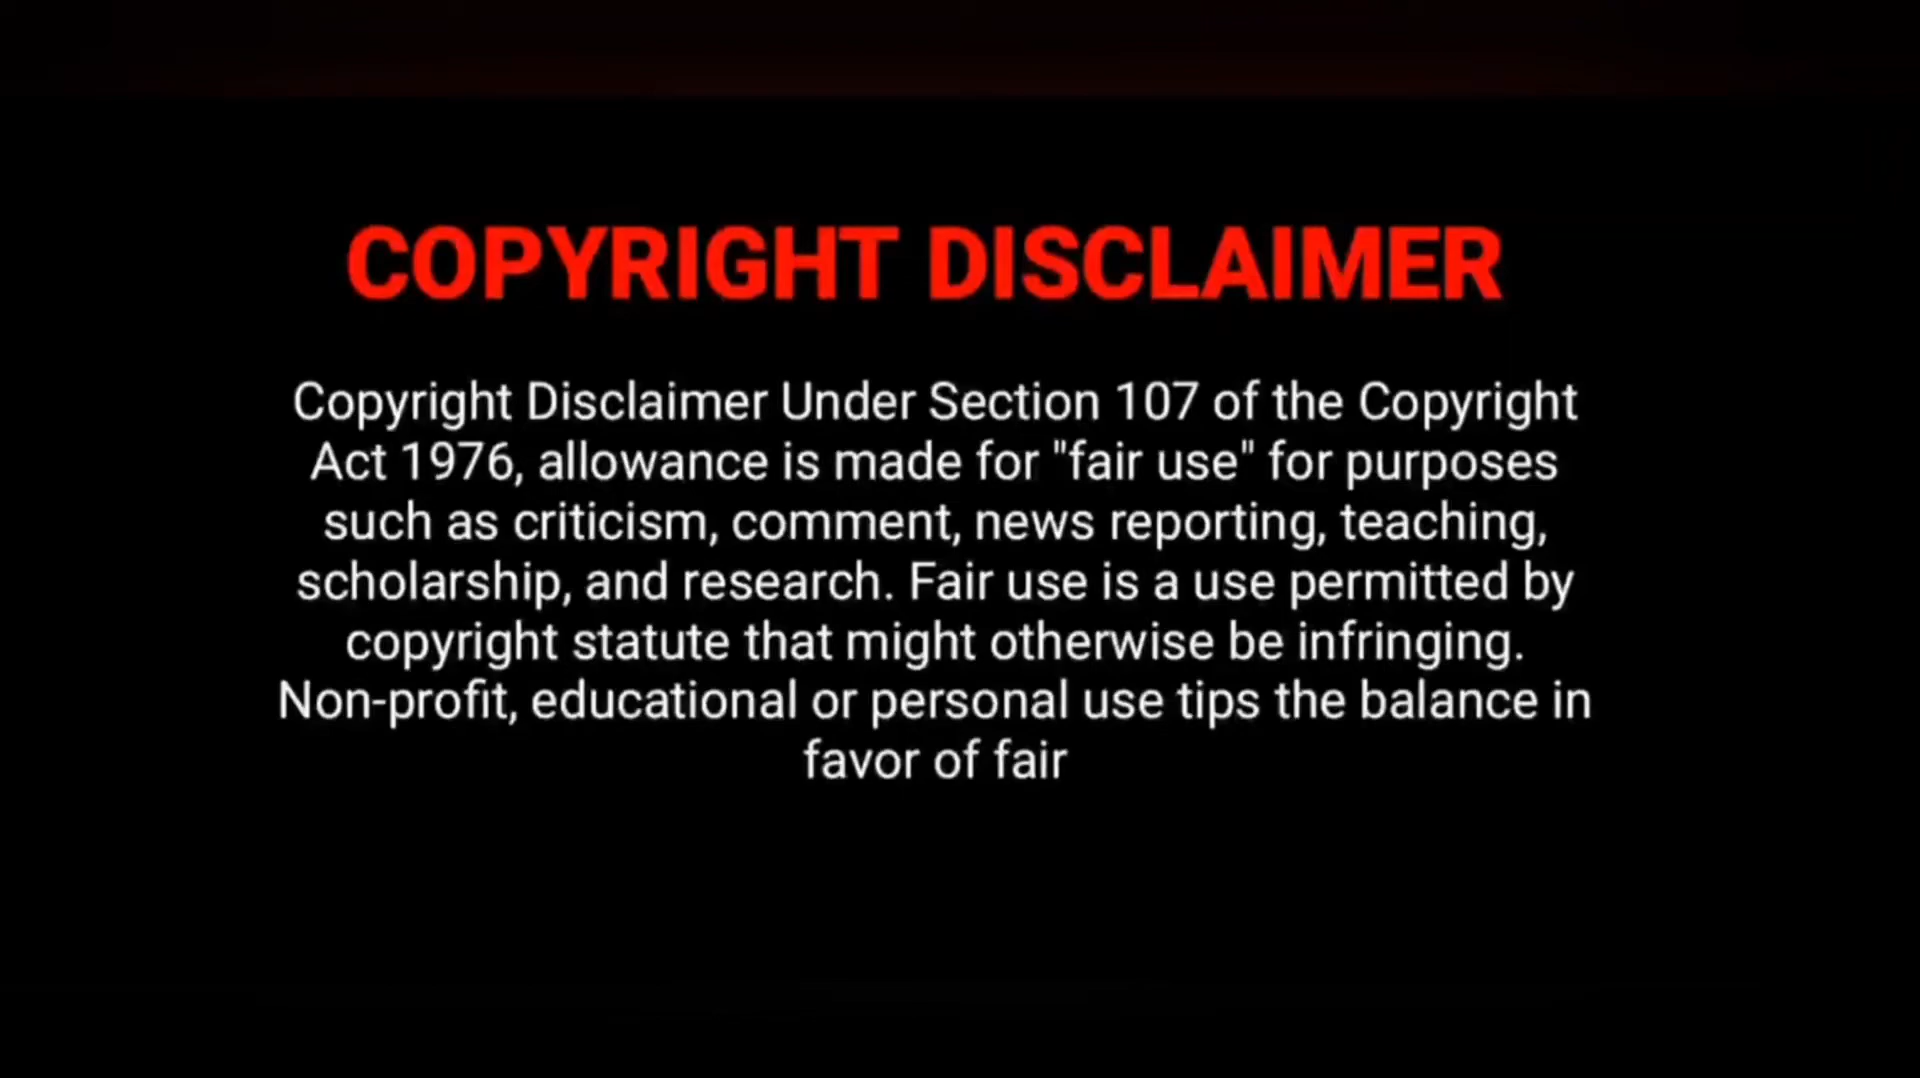 COPYRIGHT DISCLAIMER
Copyright Disclaimer Under Section 107 of the Copyright
Act 1976, allowance is made for "fair use" for purposes
such as criticism, comment, news reporting, teaching,
scholarship, and research. Fair use is a use permitted by
copyright statute that might otherwise be infringing.
Non-profit, educational or personal use tips the balance in
favor of fair